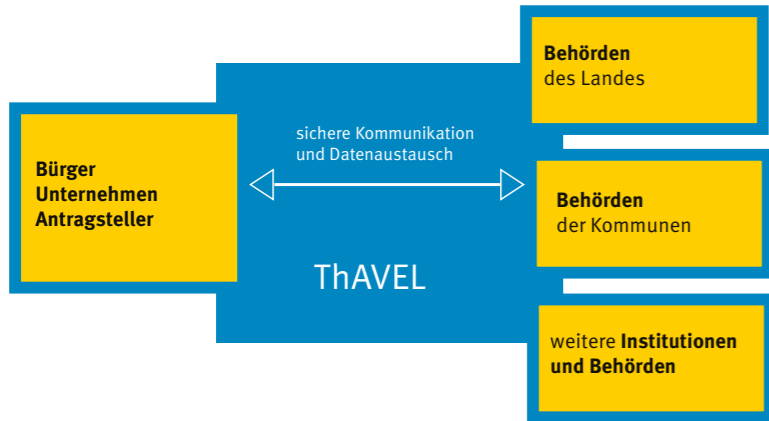 Bürger
Unternehmen
Antragsteller
sichere Kommunikation
und Datenaustausch
ThAVEL
Behörden
des Landes
Behörden
der Kommunen
weitere Institutionen
und Behörden